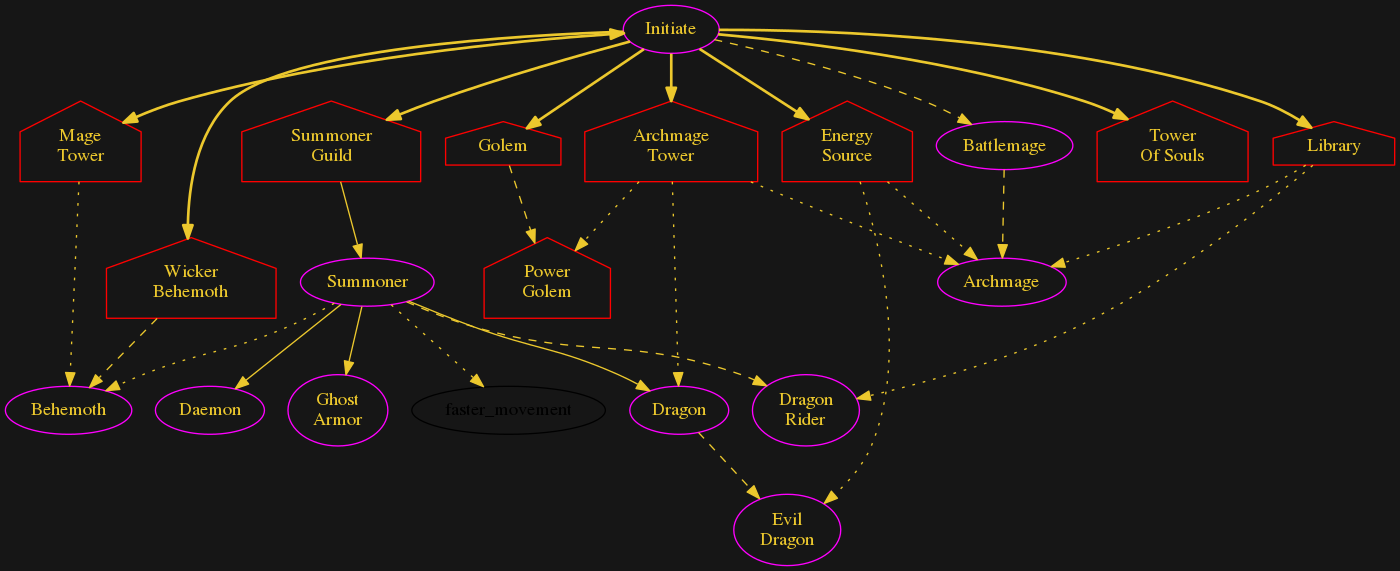 Initiate
Mage
Tower
Summoner
Guild
Golem
Archmage
Tower
Energy
Source
Battlemage
Tower
Of Souls
Library
Wicker
Behemoth
Summoner
Power
Golem
Archmage
Behemoth
Daemon
Ghost
Armor
faster_movement
Dragon
Dragon
Rider
Evil
Dragon